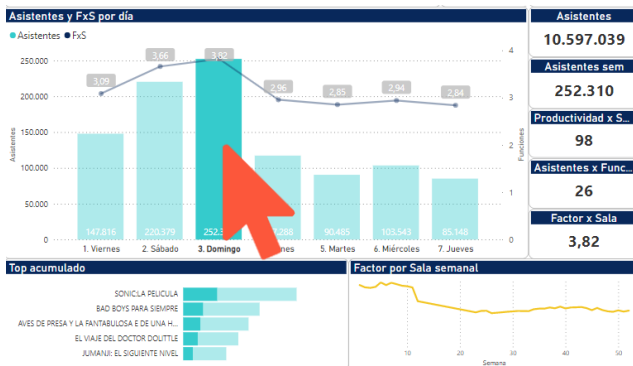 Asistentes y FxS por día
Asistentes FxS
250.000
200.000
150.000
100.000
50.000
0
Asistentes
4
3
2
1
0
Funciones
3,09
3,66
3,82
2,96
2,85
2,94
2,84
147.816
220.379
252.3
288
90.485
103.543
85.148
1. Viernes
2. Sábado
3. Domingo
nes
5. Martes
6. Miércoles
7. Jueves
Asistentes
10.597.039
Asistentes sem
252.310
Productividad x S...
98
Asistentes x Func...
26
Factor x Sala
3,82
Top acumulado
SONIC:LA PELICULA
BAD BOYS PARA SIEMPRE
AVES DE PRESA Y LA FANTABULOSA E DE UNA H...
EL VIAJE DEL DOCTOR DOLITTLE
JUMANJI: EL SIGUIENTE NIVEL
Factor por Sala semanal
10
20
30
40
50
Semana